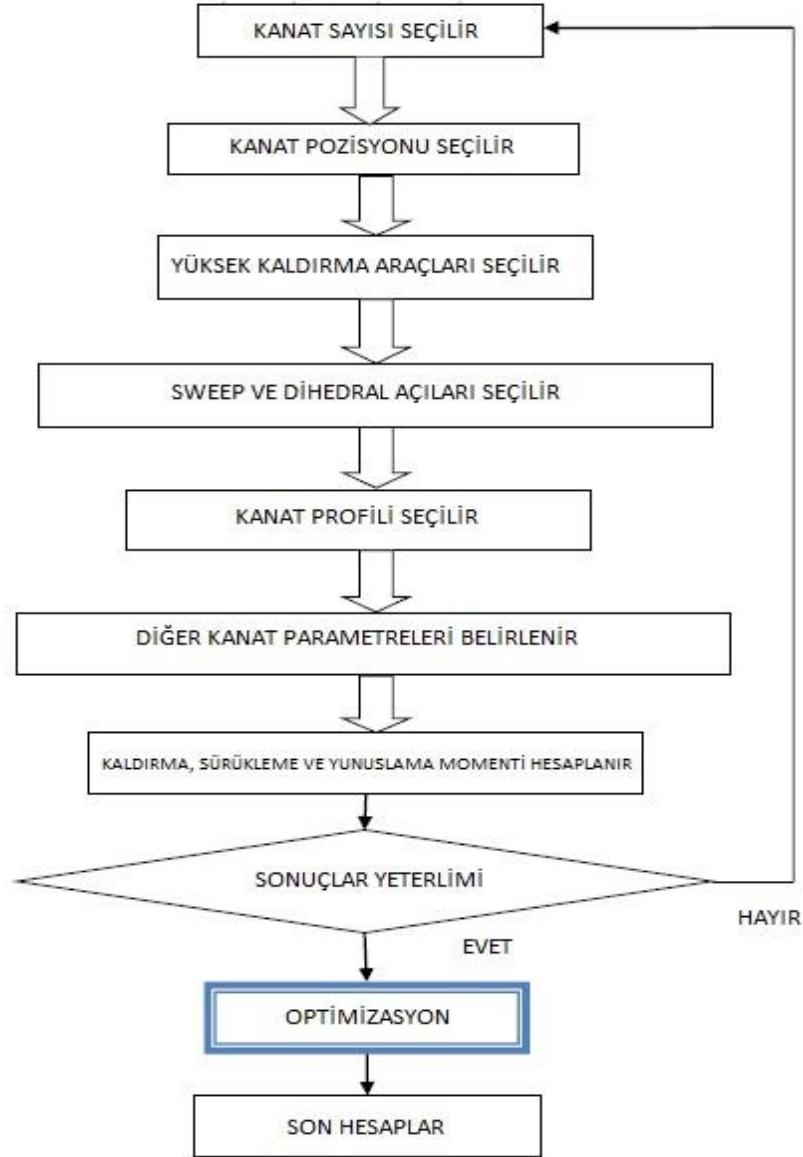 KANAT SAYISI SEÇİLİR
KANAT POZİSYONU SEÇİLİR
YÜKSEK KALDIRMA ARAÇLARI SEÇİLİR
SWEEP VE DİHEDRAL AÇILARI SEÇİLİR
KANAT PROFİLİ SEÇİLİR
DİĞER KANAT PARAMETRELERİ BELİRLENİR
KALDIRMA, SÜRÜKLEME VE YUNUSLAMA MOMENTİ HESAPLANIR
SONUÇLAR YETERLİMİ
HAYIR
EVET
OPTİMİZASYON
SON HESAPLAR